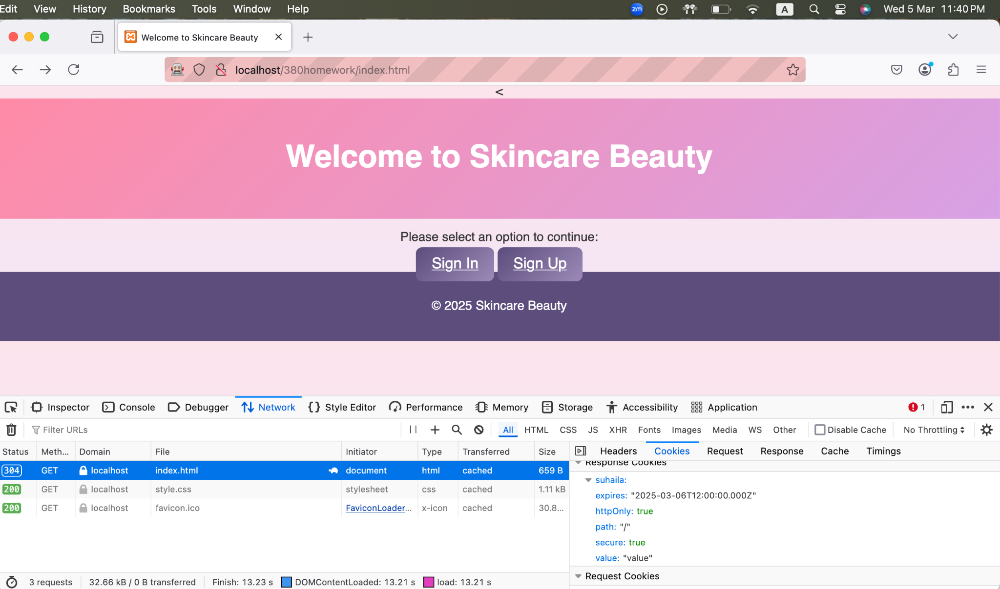 Edit View History Bookmarks Tools Window Help zm A Wed 5 Mar 11:40 PM
Welcome to Skincare Beauty
localhost/380homework/index.html
<
Welcome to Skincare Beauty
Please select an option to continue:
Sign In Sign Up
© 2025 Skincare Beauty
Inspector Console Debugger Network Style Editor Performance Memory Storage Accessibility Application 1
Filter URLs All HTML CSS JS XHR Fonts Images Media WS Other Disable Cache No Throttling
Status Meth... Domain File Initiator Type Transferred Size Headers Cookies Request Response Cache Timings
Response Cookies
304 GET localhost index.html document html cached 659 B
suhaila:
200 GET localhost style.css stylesheet css cached 1.11 kB
expires: "2025-03-06T12:00:00.000Z"
200 GET localhost favicon.ico FaviconLoader... x-icon cached 30.8...
httpOnly: true
path: "/"
secure: true
value: "value"
Request Cookies
3 requests 32.66 kB / 0 B transferred Finish: 13.23 s DOMContentLoaded: 13.21 s load: 13.21 s